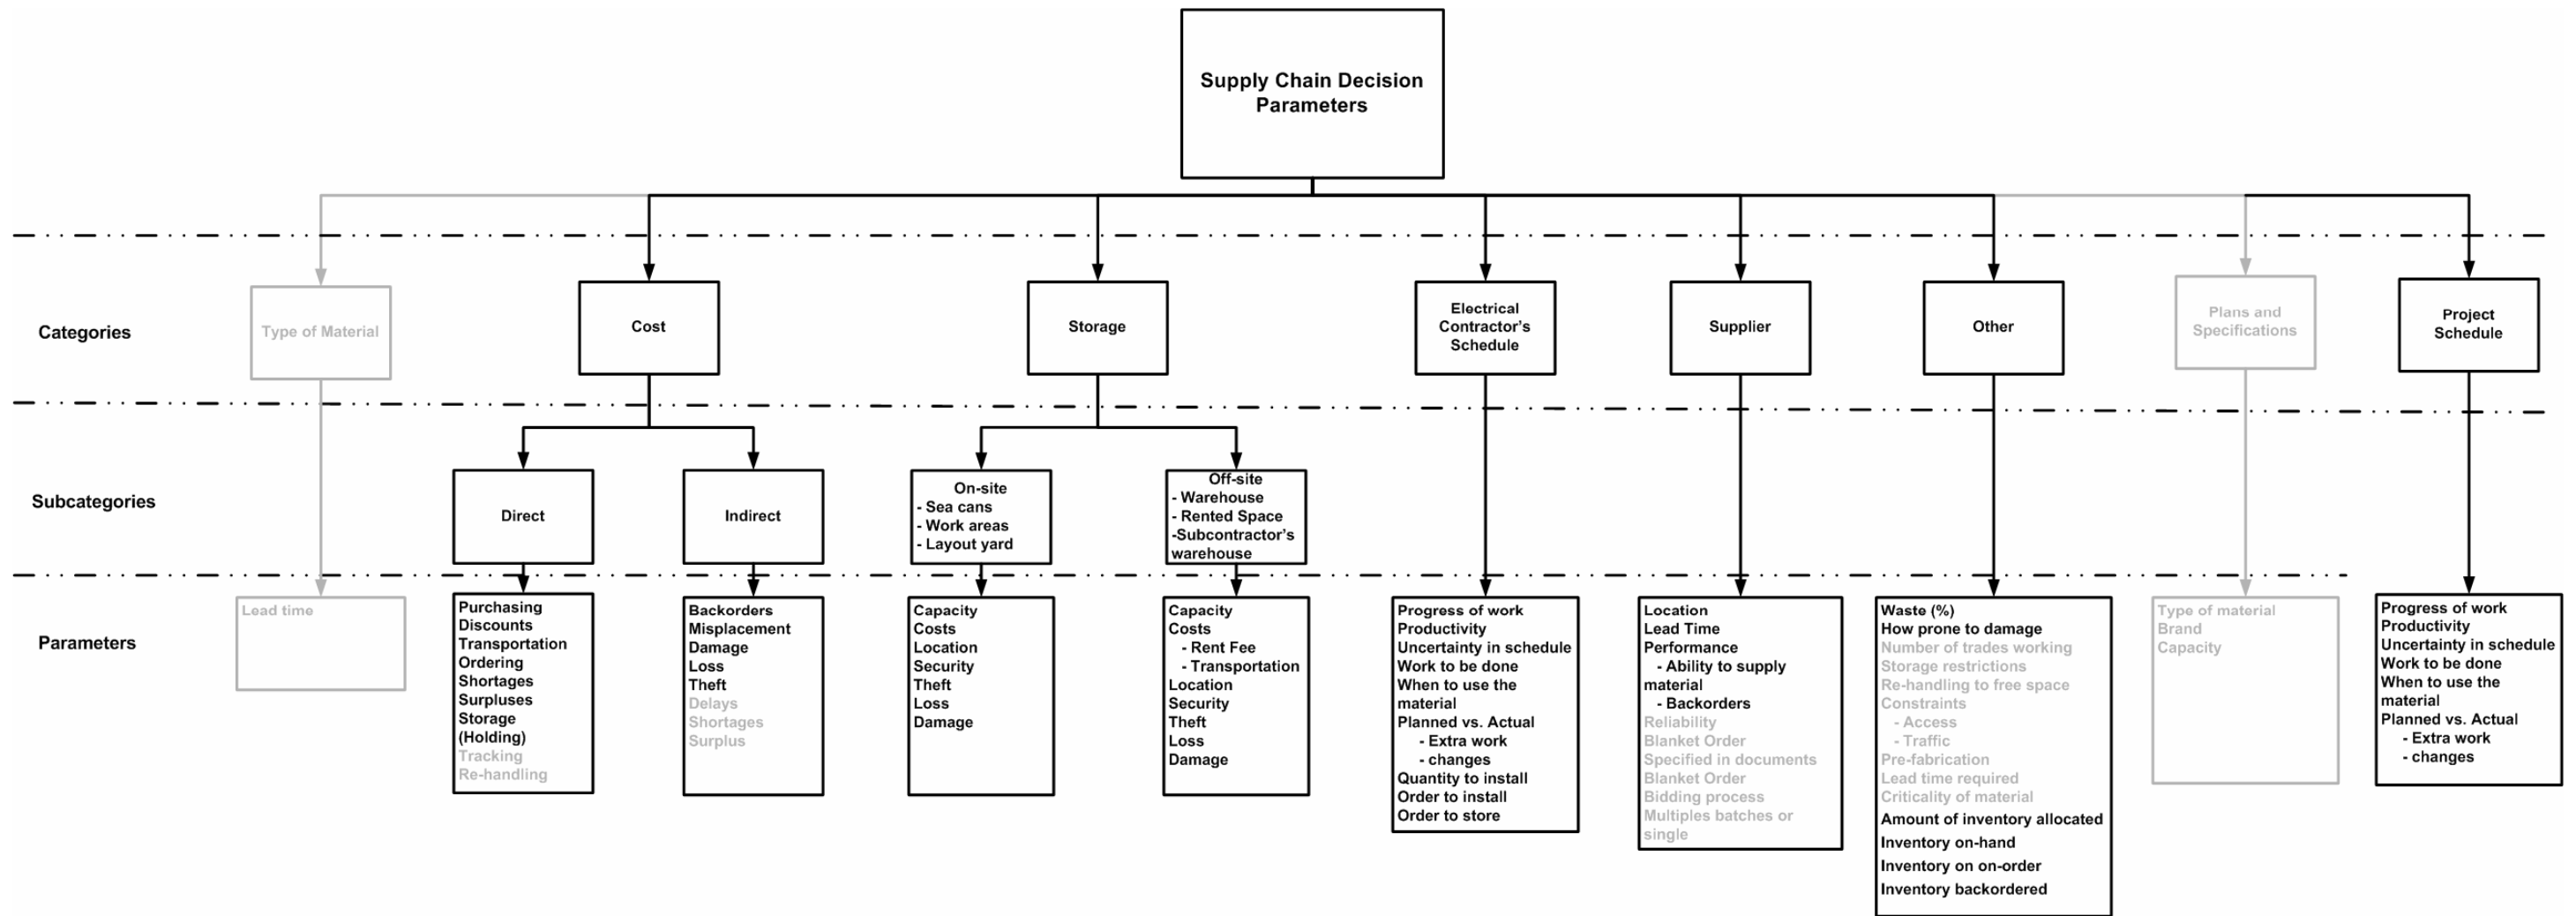 Supply Chain Decision
Parameters
Categories
Type of Material
Cost
Storage
Electrical
Contractor's
Schedule
Supplier
Other
Plans and
Specifications
Project
Schedule
Subcategories
Direct
Indirect
On-site
- Sea cans
- Work areas
- Layout yard
Off-site
- Warehouse
- Rented Space
-Subcontractor's
warehouse
Parameters
Lead time
Purchasing
Discounts
Transportation
Ordering
Shortages
Surpluses
Storage
(Holding)
Tracking
Re-handling
Backorders
Misplacement
Damage
Loss
Theft
Delays
Shortages
Surplus
Capacity
Costs
Location
Security
Theft
Loss
Damage
Capacity
Costs
- Rent Fee
- Transportation
Location
Security
Theft
Loss
Damage
Progress of work
Productivity
Uncertainty in schedule
Work to be done
When to use the
material
Planned vs. Actual
- Extra work
- changes
Quantity to install
Order to install
Order to store
Location
Lead Time
Performance
- Ability to supply
material
- Backorders
Reliability
Blanket Order
Specified in documents
Blanket Order
Bidding process
Multiples batches or
single
Waste (%)
How prone to damage
Number of trades working
Storage restrictions
Re-handling to free space
Constraints
- Access
- Traffic
Pre-fabrication
Lead time required
Criticality of material
Amount of inventory allocated
Inventory on-hand
Inventory on on-order
Inventory backordered
Type of material
Brand
Capacity
Progress of work
Productivity
Uncertainty in schedule
Work to be done
When to use the
material
Planned vs. Actual
- Extra work
- changes